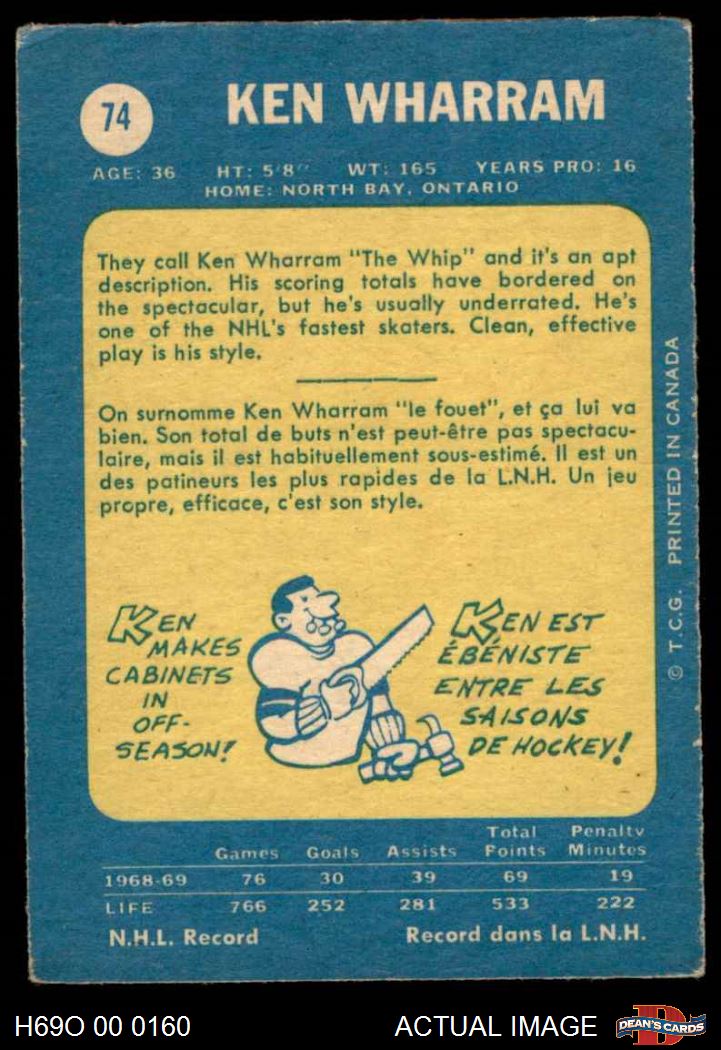 74
KEN WHARRAM
AGE: 36 HT: 5'8" WT: 165 YEARS PRO: 16
HOME: NORTH BAY, ONTARIO
They call Ken Wharram "The Whip" and it's an apt
description. His scoring totals have bordered on
the spectacular, but he's usually underrated. He's
one of the NHL's fastest skaters. Clean, effective
play is his style.
On surnomme Ken Wharram "le fouet", et ça lui va
bien. Son total de buts n'est peut-être pas spectacu-
laire, mais il est habituellement sous-estimé. Il est un
des patineurs les plus rapides de la L.N.H. Un jeu
propre, efficace, c'est son style.
KEN
MAKES
CABINETS
IN
OFF-
SEASON!
KEN EST
ÉBÉNISTE
ENTRE LES
SAISONS
DE HOCKEY!
© T.C.G. PRINTED IN CANADA
Games Goals Assists Total Points Penalty Minutes
1968-69 76 30 39 69 19
LIFE 766 252 281 533 222
N.H.L. Record Record dans la L.N.H.
H69O 00 0160 ACTUAL IMAGE
D
DEAN'S CARDS